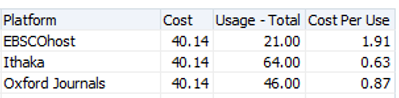 Platform Cost Usage - Total Cost Per Use
EBSCOhost 40.14 21.00 1.91
Ithaka 40.14 64.00 0.63
Oxford Journals 40.14 46.00 0.87